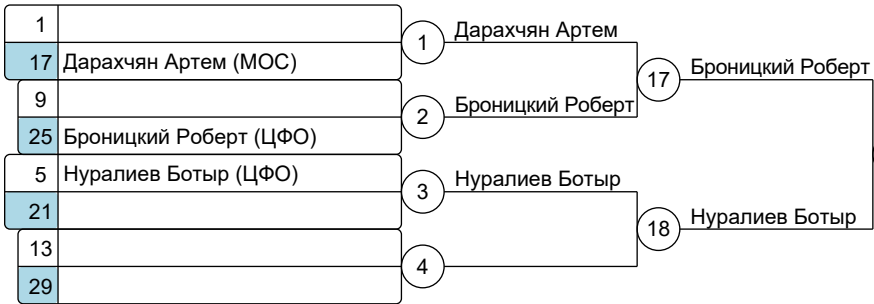 1
17 Дарахчян Артем (МОС)
9
25 Броницкий Роберт (ЦФО)
5 Нуралиев Ботыр (ЦФО)
21
13
29
1 Дарахчян Артем
2 Броницкий Роберт
3 Нуралиев Ботыр
4
17 Броницкий Роберт
18 Нуралиев Ботыр